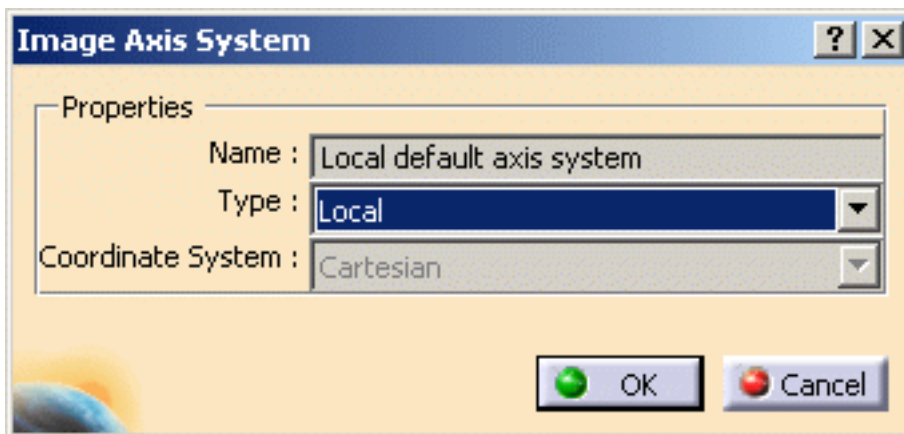 Image Axis System
Properties
Name : Local default axis system
Type : Local
Coordinate System : Cartesian
OK Cancel